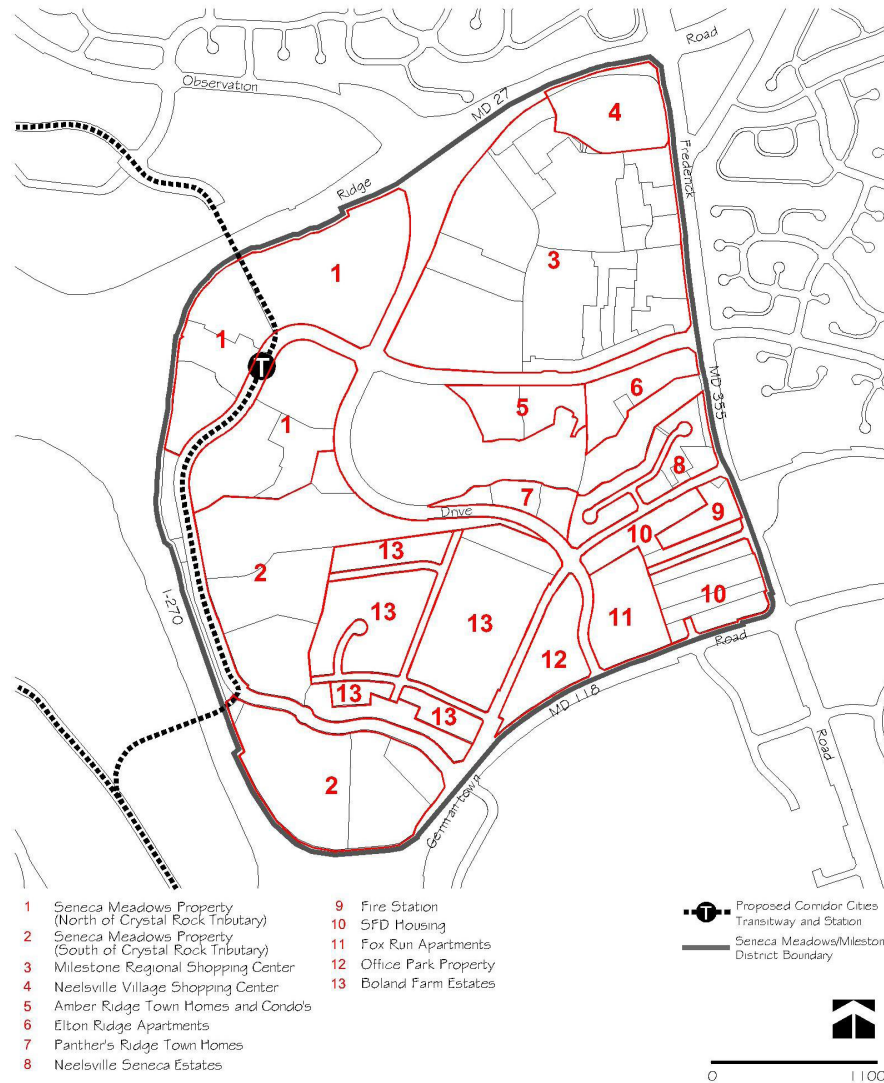 Road
Observation
MD 27
4
Frederick
Ridge
3
1
1
T
MD 355
6
5
1
8
7
9
Drive
10
2
13
I-270
13
13
10
11
12
Road
13
13
MD 118
Road
2
Germantown
1 Seneca Meadows Property
(North of Crystal Rock Tributary)
2 Seneca Meadows Property
(South of Crystal Rock Tributary)
3 Milestone Regional Shopping Center
4 Neelsville Village Shopping Center
5 Amber Ridge Town Homes and Condo's
6 Elton Ridge Apartments
7 Panther's Ridge Town Homes
8 Neelsville Seneca Estates
9 Fire Station
10 SFD Housing
11 Fox Run Apartments
12 Office Park Property
13 Boland Farm Estates
T
Proposed Corridor Cities
Transitway and Station
Seneca Meadows/Mileston
District Boundary
0 1100